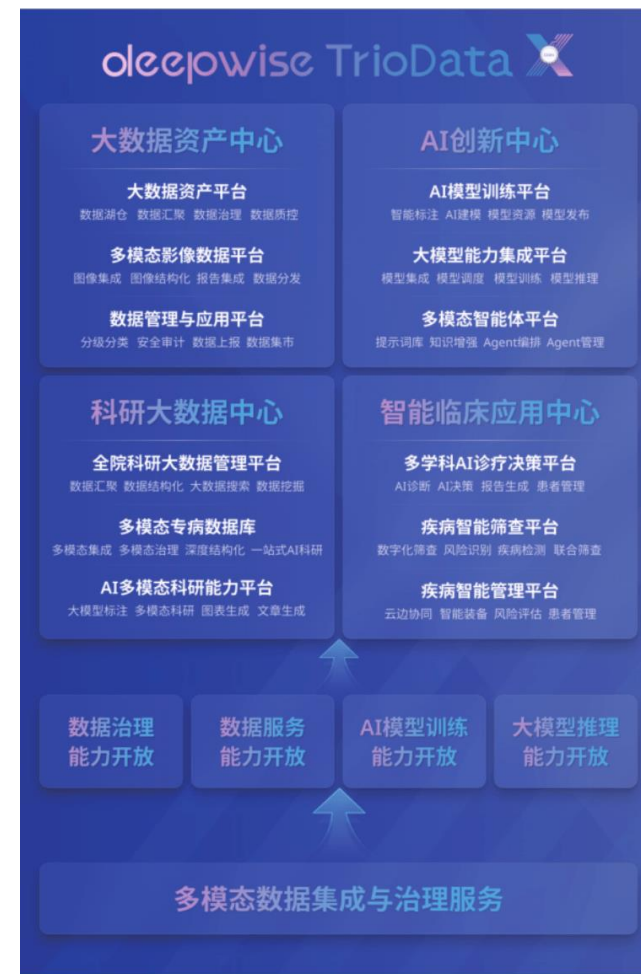 deepwise TrioData X
大数据资产中心
大数据资产平台
数据湖仓 数据汇聚 数据治理 数据质控
多模态影像数据平台
图像集成 图像结构化 报告集成 数据分发
数据管理与应用平台
分级分类 安全审计 数据上报 数据集市
AI创新中心
AI模型训练平台
智能标注 AI建模 模型资源 模型发布
大模型能力集成平台
模型集成 模型调度 模型训练 模型推理
多模态智能体平台
提示词库 知识增强 Agent编排 Agent管理
科研大数据中心
全院科研大数据管理平台
数据汇聚 数据结构化 大数据搜索 数据挖掘
多模态专病数据库
多模态集成 多模态治理 深度结构化 一站式AI科研
AI多模态科研能力平台
大模型标注 多模态科研 图表生成 文章生成
智能临床应用中心
多学科AI诊疗决策平台
AI诊断 AI决策 报告生成 患者管理
疾病智能筛查平台
数字化筛查 风险识别 疾病检测 联合筛查
疾病智能管理平台
云边协同 智能装备 风险评估 患者管理
数据治理
能力开放
数据服务
能力开放
AI模型训练
能力开放
大模型推理
能力开放
多模态数据集成与治理服务